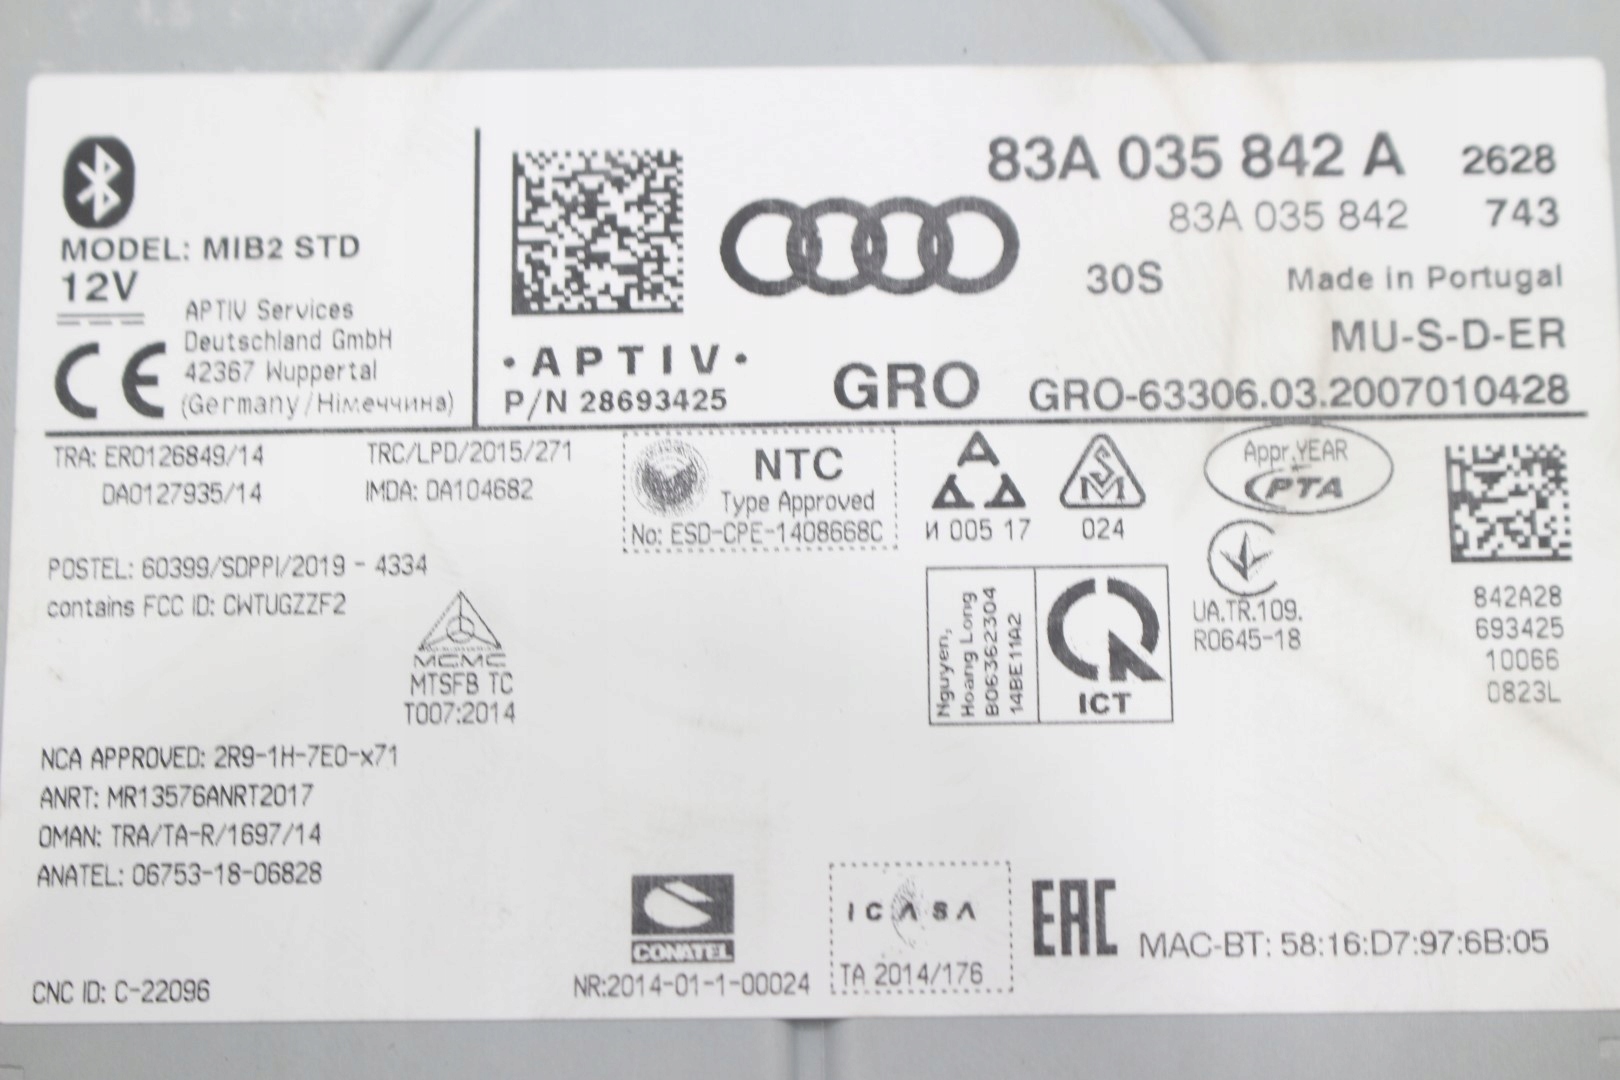 83A 035 842 A 2628
83A 035 842 743
MODEL: MIB2 STD
12V
30S Made in Portugal
APTIV Services
Deutschland GmbH
42367 Wuppertal
(Germany/Німеччина)
CE
MU-S-D-ER
·APTIV·
P/N 28693425
GRO GRO-63306.03.2007010428
TRA: ER0126849/14
DA0127935/14
TRC/LPD/2015/271
IMDA: DA104682
NTC
Type Approved
No: ESD-CPE-1408668C
И 005 17
024
Appr.YEAR
PTA
POSTEL: 60399/SDPPI/2019 - 4334
contains FCC ID: CWTUGZZF2
MCMC
MTSFB TC
T007:2014
Nguyen,
Hoang Long
B0636362304
14BE11A2
ICT
UA.TR.109.
R0645-18
842A28
693425
10066
0823L
NCA APPROVED: 2R9-1H-7E0-x71
ANRT: MR13576ANRT2017
OMAN: TRA/TA-R/1697/14
ANATEL: 06753-18-06828
CNC ID: C-22096
CONATEL
NR:2014-01-1-00024
ICASA
TA 2014/176
EAC
MAC-BT: 58:16:D7:97:6B:05